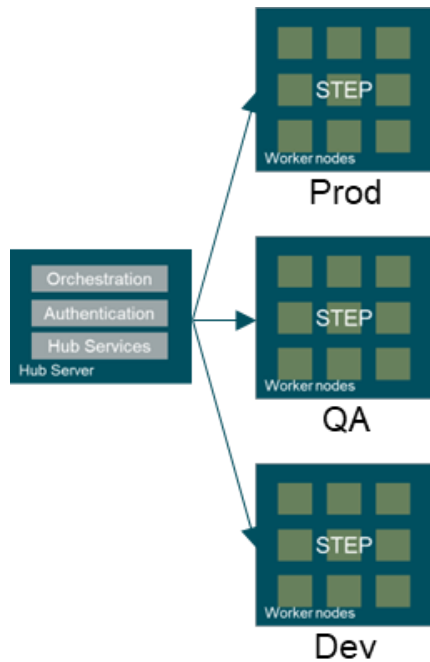 STEP
Worker nodes
Prod
Orchestration
Authentication
Hub Services
Hub Server
STEP
Worker nodes
QA
STEP
Worker nodes
Dev